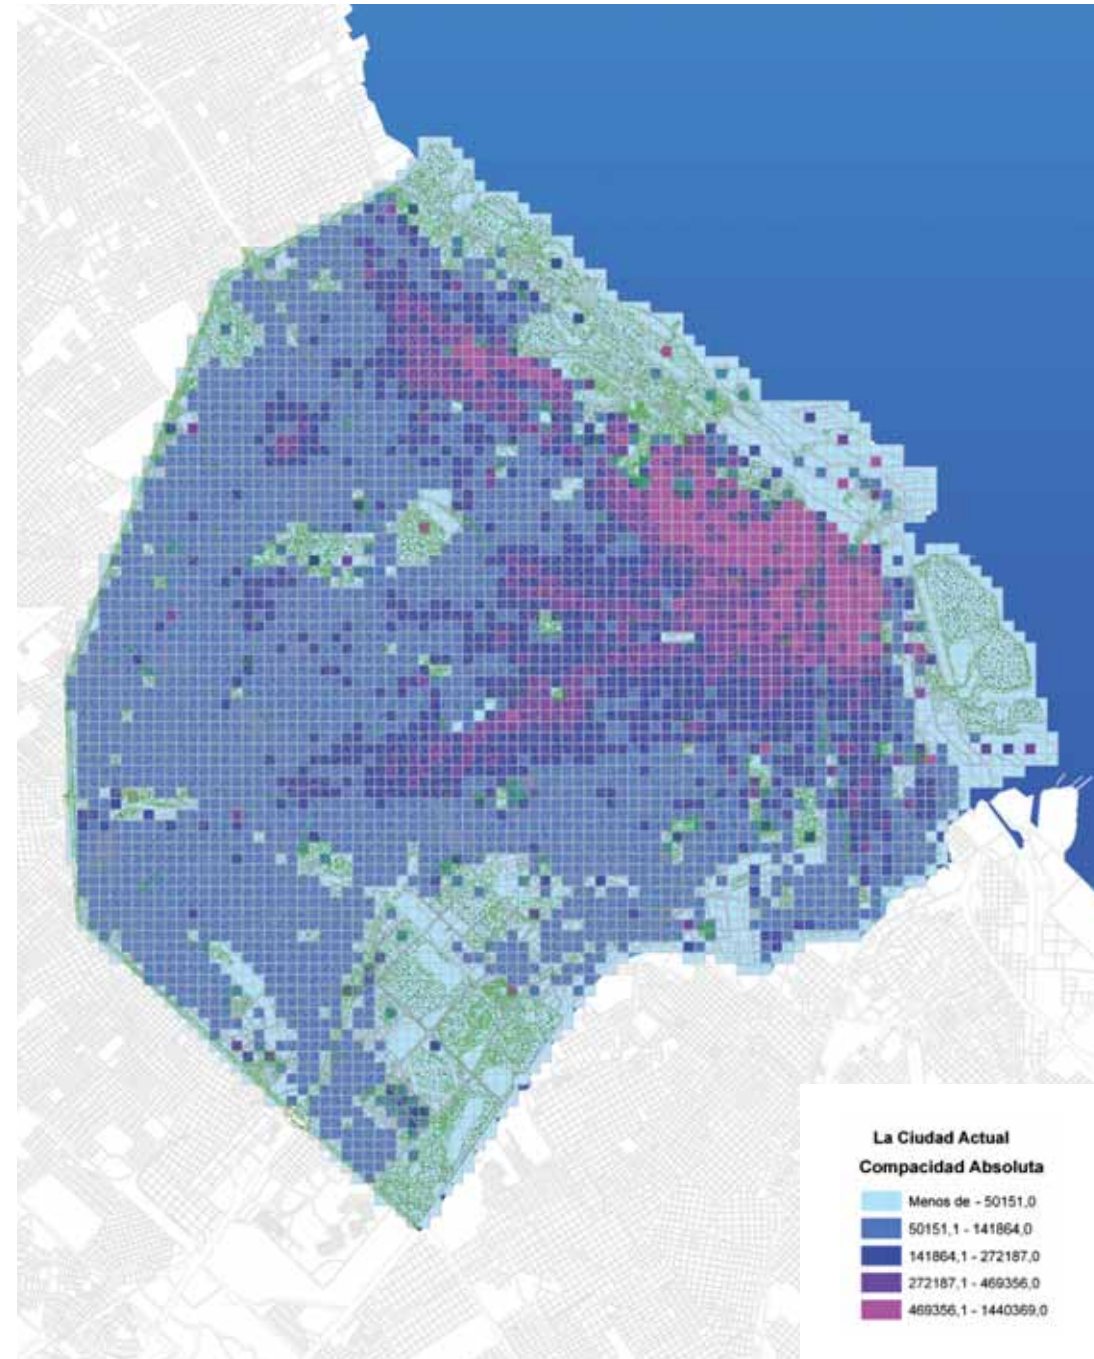 La Ciudad Actual
Compacidad Absoluta
Menos de - 50151,0
50151,1 - 141864,0
141864,1 - 272187,0
272187,1 - 469356,0
469356,1 - 1440369,0